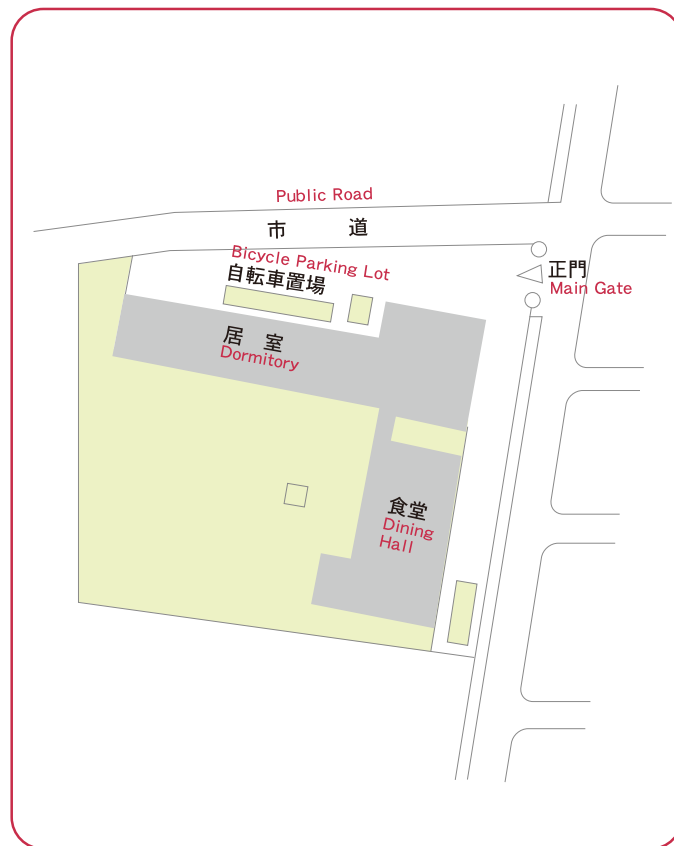 Public Road
市 道
Bicycle Parking Lot
自転車置場
正門
Main Gate
居 室
Dormitory
食堂
Dining
Hall